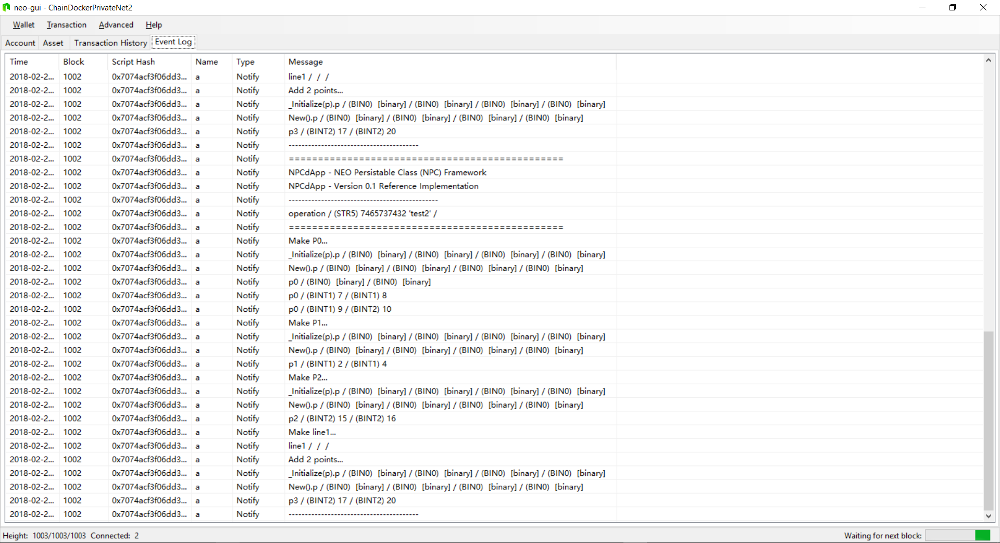 neo-gui - ChainDockerPrivateNet2
Wallet Transaction Advanced Help
Account Asset Transaction History Event Log
Time Block Script Hash Name Type Message
2018-02-2... 1002 0x7074acf3f06dd3... a Notify line1 / / /
2018-02-2... 1002 0x7074acf3f06dd3... a Notify Add 2 points...
2018-02-2... 1002 0x7074acf3f06dd3... a Notify _Initialize(p).p / (BIN0) [binary] / (BIN0) [binary] / (BIN0) [binary] / (BIN0) [binary]
2018-02-2... 1002 0x7074acf3f06dd3... a Notify New().p / (BIN0) [binary] / (BIN0) [binary] / (BIN0) [binary] / (BIN0) [binary]
2018-02-2... 1002 0x7074acf3f06dd3... a Notify p3 / (BINT2) 17 / (BINT2) 20
2018-02-2... 1002 0x7074acf3f06dd3... a Notify ----------------------------------------
2018-02-2... 1002 0x7074acf3f06dd3... a Notify ===============================================
2018-02-2... 1002 0x7074acf3f06dd3... a Notify NPCdApp - NEO Persistable Class (NPC) Framework
2018-02-2... 1002 0x7074acf3f06dd3... a Notify NPCdApp - Version 0.1 Reference Implementation
2018-02-2... 1002 0x7074acf3f06dd3... a Notify ----------------------------------------------
2018-02-2... 1002 0x7074acf3f06dd3... a Notify operation / (STR5) 7465737432 'test2' /
2018-02-2... 1002 0x7074acf3f06dd3... a Notify ===============================================
2018-02-2... 1002 0x7074acf3f06dd3... a Notify Make P0...
2018-02-2... 1002 0x7074acf3f06dd3... a Notify _Initialize(p).p / (BIN0) [binary] / (BIN0) [binary] / (BIN0) [binary] / (BIN0) [binary]
2018-02-2... 1002 0x7074acf3f06dd3... a Notify New().p / (BIN0) [binary] / (BIN0) [binary] / (BIN0) [binary] / (BIN0) [binary]
2018-02-2... 1002 0x7074acf3f06dd3... a Notify p0 / (BIN0) [binary] / (BIN0) [binary]
2018-02-2... 1002 0x7074acf3f06dd3... a Notify p0 / (BINT1) 7 / (BINT1) 8
2018-02-2... 1002 0x7074acf3f06dd3... a Notify p0 / (BINT1) 9 / (BINT2) 10
2018-02-2... 1002 0x7074acf3f06dd3... a Notify Make P1...
2018-02-2... 1002 0x7074acf3f06dd3... a Notify _Initialize(p).p / (BIN0) [binary] / (BIN0) [binary] / (BIN0) [binary] / (BIN0) [binary]
2018-02-2... 1002 0x7074acf3f06dd3... a Notify New().p / (BIN0) [binary] / (BIN0) [binary] / (BIN0) [binary] / (BIN0) [binary]
2018-02-2... 1002 0x7074acf3f06dd3... a Notify p1 / (BINT1) 2 / (BINT1) 4
2018-02-2... 1002 0x7074acf3f06dd3... a Notify Make P2...
2018-02-2... 1002 0x7074acf3f06dd3... a Notify _Initialize(p).p / (BIN0) [binary] / (BIN0) [binary] / (BIN0) [binary] / (BIN0) [binary]
2018-02-2... 1002 0x7074acf3f06dd3... a Notify New().p / (BIN0) [binary] / (BIN0) [binary] / (BIN0) [binary] / (BIN0) [binary]
2018-02-2... 1002 0x7074acf3f06dd3... a Notify p2 / (BINT2) 15 / (BINT2) 16
2018-02-2... 1002 0x7074acf3f06dd3... a Notify Make line1...
2018-02-2... 1002 0x7074acf3f06dd3... a Notify line1 / / /
2018-02-2... 1002 0x7074acf3f06dd3... a Notify Add 2 points...
2018-02-2... 1002 0x7074acf3f06dd3... a Notify _Initialize(p).p / (BIN0) [binary] / (BIN0) [binary] / (BIN0) [binary] / (BIN0) [binary]
2018-02-2... 1002 0x7074acf3f06dd3... a Notify New().p / (BIN0) [binary] / (BIN0) [binary] / (BIN0) [binary] / (BIN0) [binary]
2018-02-2... 1002 0x7074acf3f06dd3... a Notify p3 / (BINT2) 17 / (BINT2) 20
2018-02-2... 1002 0x7074acf3f06dd3... a Notify ----------------------------------------
Height: 1003/1003/1003 Connected: 2 Waiting for next block: